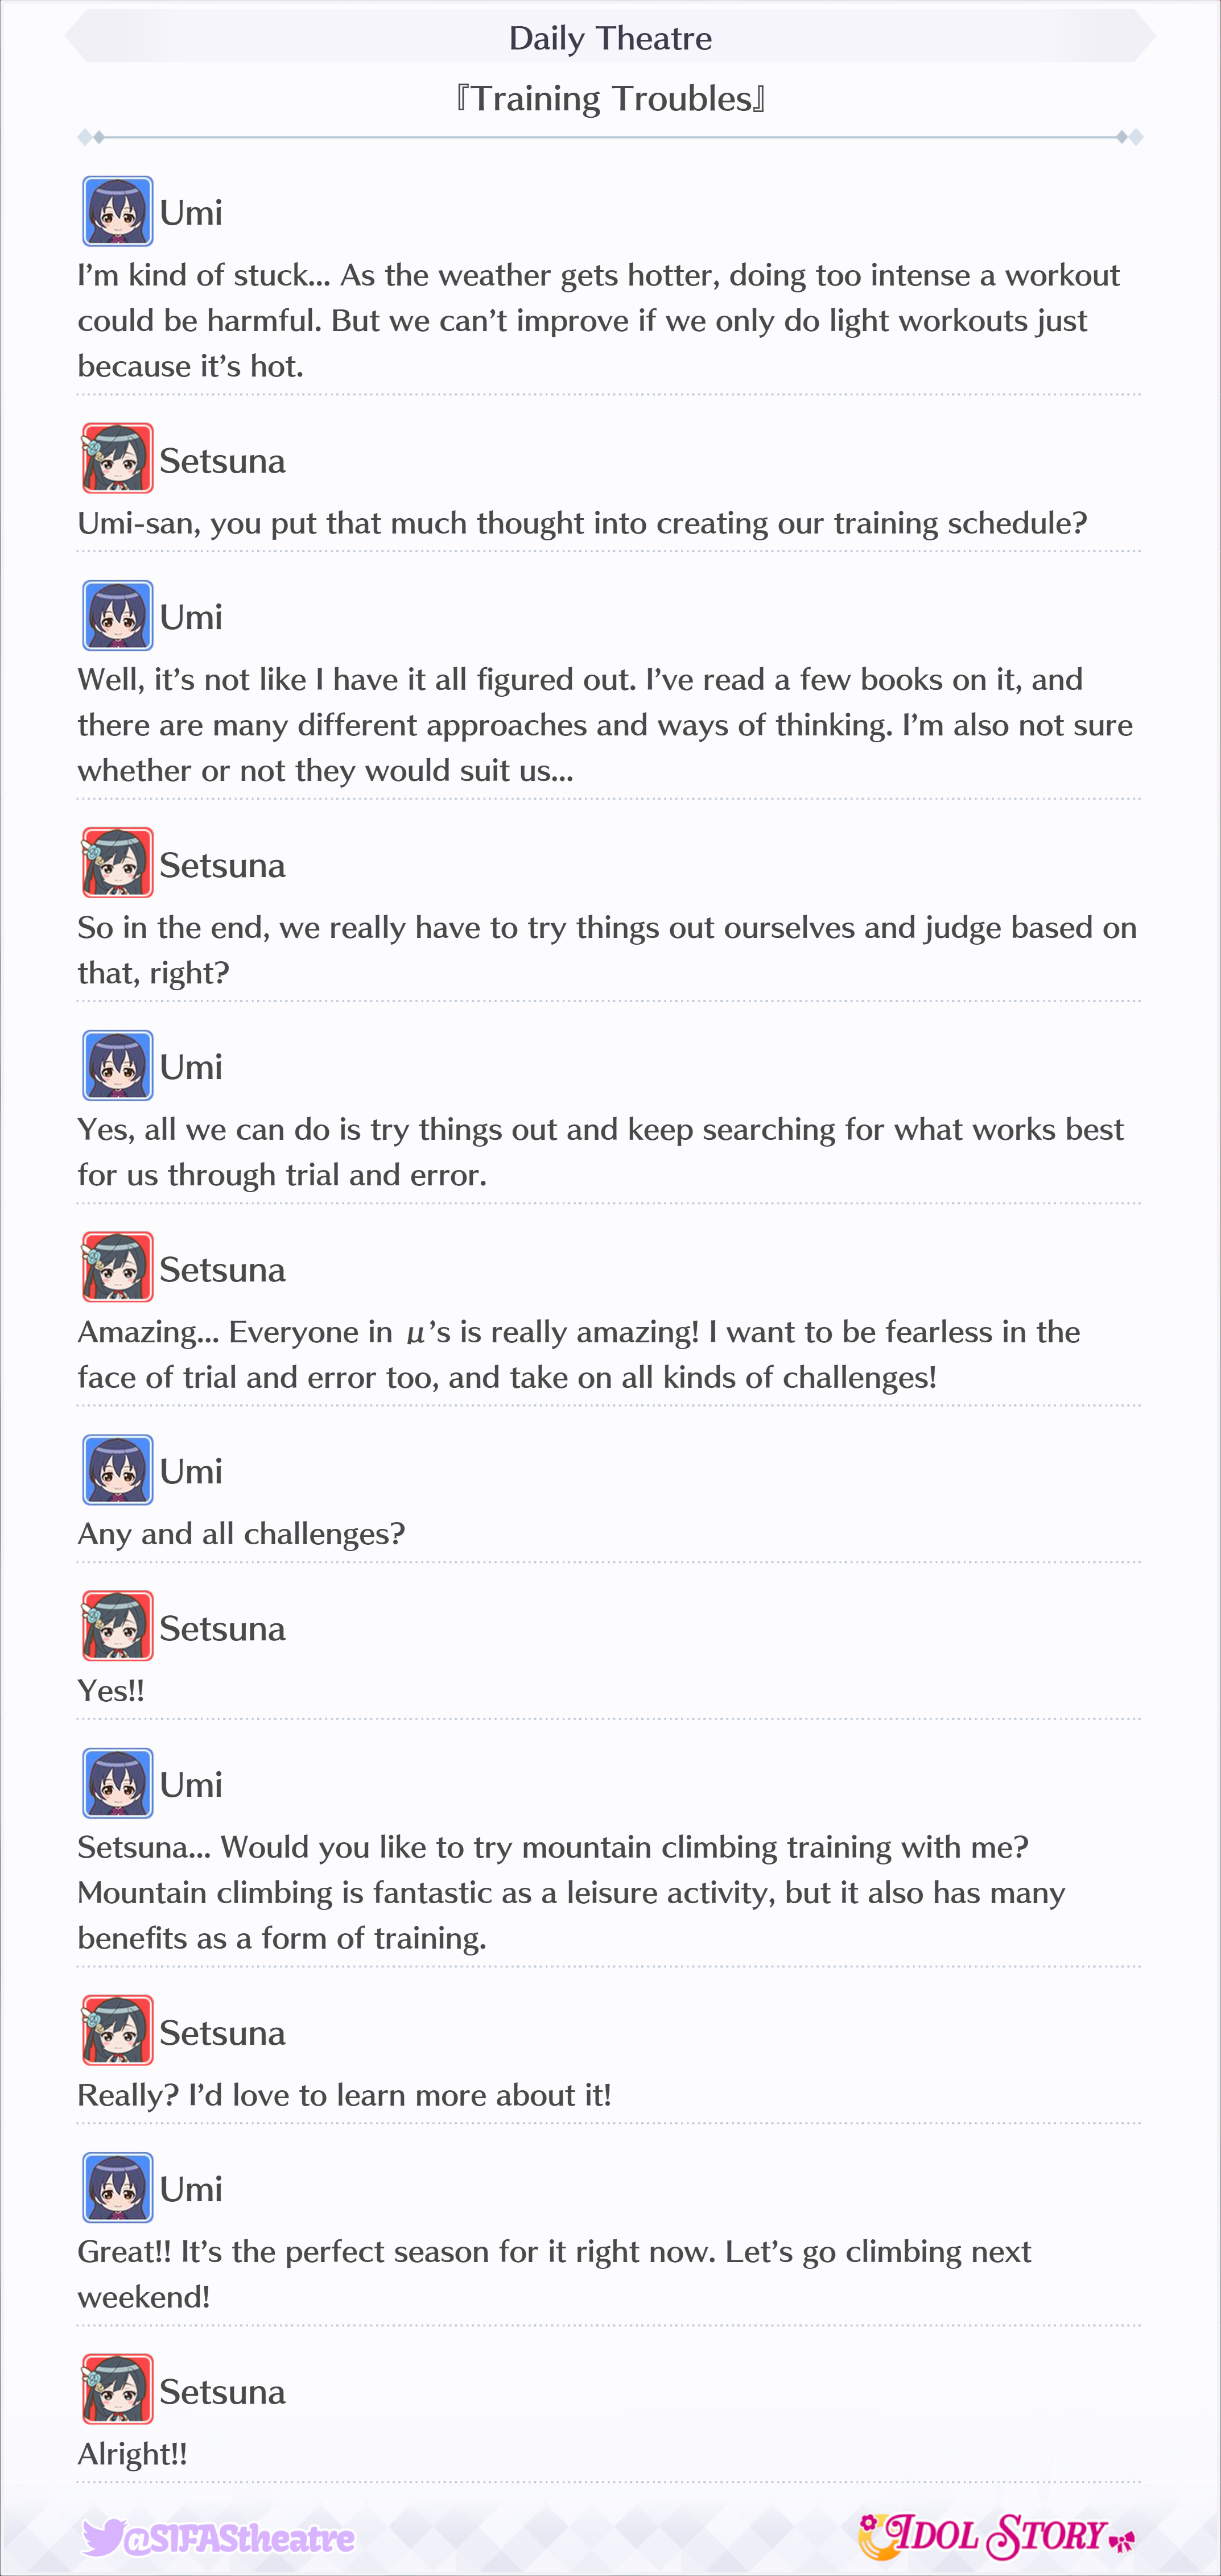 Daily Theatre
『Training Troubles』
Umi
I'm kind of stuck... As the weather gets hotter, doing too intense a workout
could be harmful. But we can't improve if we only do light workouts just
because it's hot.
Setsuna
Umi-san, you put that much thought into creating our training schedule?
Umi
Well, it's not like I have it all figured out. I've read a few books on it, and
there are many different approaches and ways of thinking. I'm also not sure
whether or not they would suit us...
Setsuna
So in the end, we really have to try things out ourselves and judge based on
that, right?
Umi
Yes, all we can do is try things out and keep searching for what works best
for us through trial and error.
Setsuna
Amazing... Everyone in μ's is really amazing! I want to be fearless in the
face of trial and error too, and take on all kinds of challenges!
Umi
Any and all challenges?
Setsuna
Yes!!
Umi
Setsuna... Would you like to try mountain climbing training with me?
Mountain climbing is fantastic as a leisure activity, but it also has many
benefits as a form of training.
Setsuna
Really? I'd love to learn more about it!
Umi
Great!! It's the perfect season for it right now. Let's go climbing next
weekend!
Setsuna
Alright!!
@SIFAStheatre
IDOL STORY